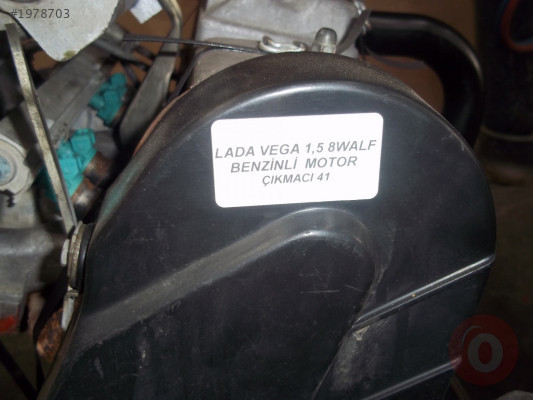 #1978703
LADA VEGA 1,5 8WALF
BENZİNLİ MOTOR
ÇIKMACI 41